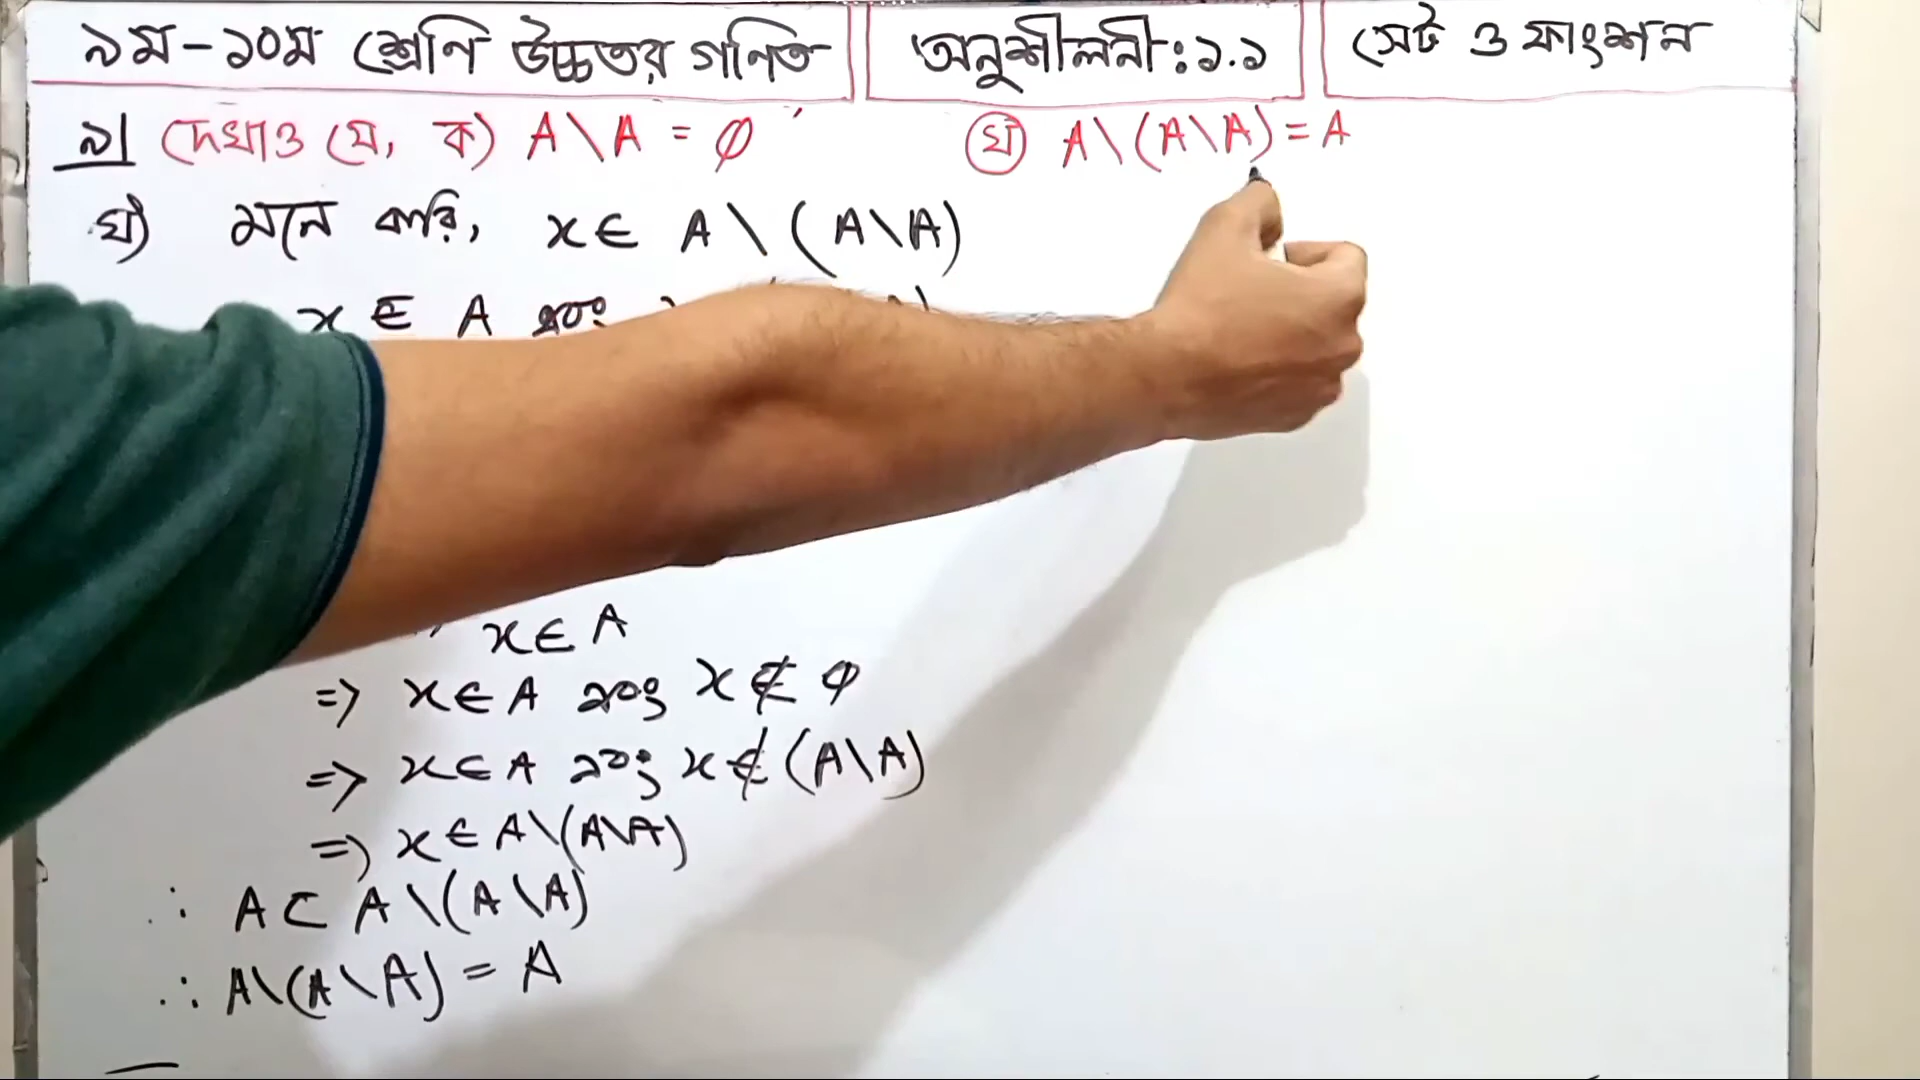 ৯ম-১০ম শ্রেণি উচ্চতর গণিত
অনুশীলনী: ১.১
সেট ও ফাংশন
৯। দেখাও যে, ক) A\A = φ
ঘ) A\(A\A) = A
ঘ) মনে করি, x ∈ A \ (A\A)
x ∈ A এবং
x ∈ A
=> x ∈ A এবং x ∉ φ
=> x ∈ A এবং x ∉ (A\A)
=> x ∈ A\(A\A)
∴ A ⊂ A\(A\A)
∴ A\(A\A) = A